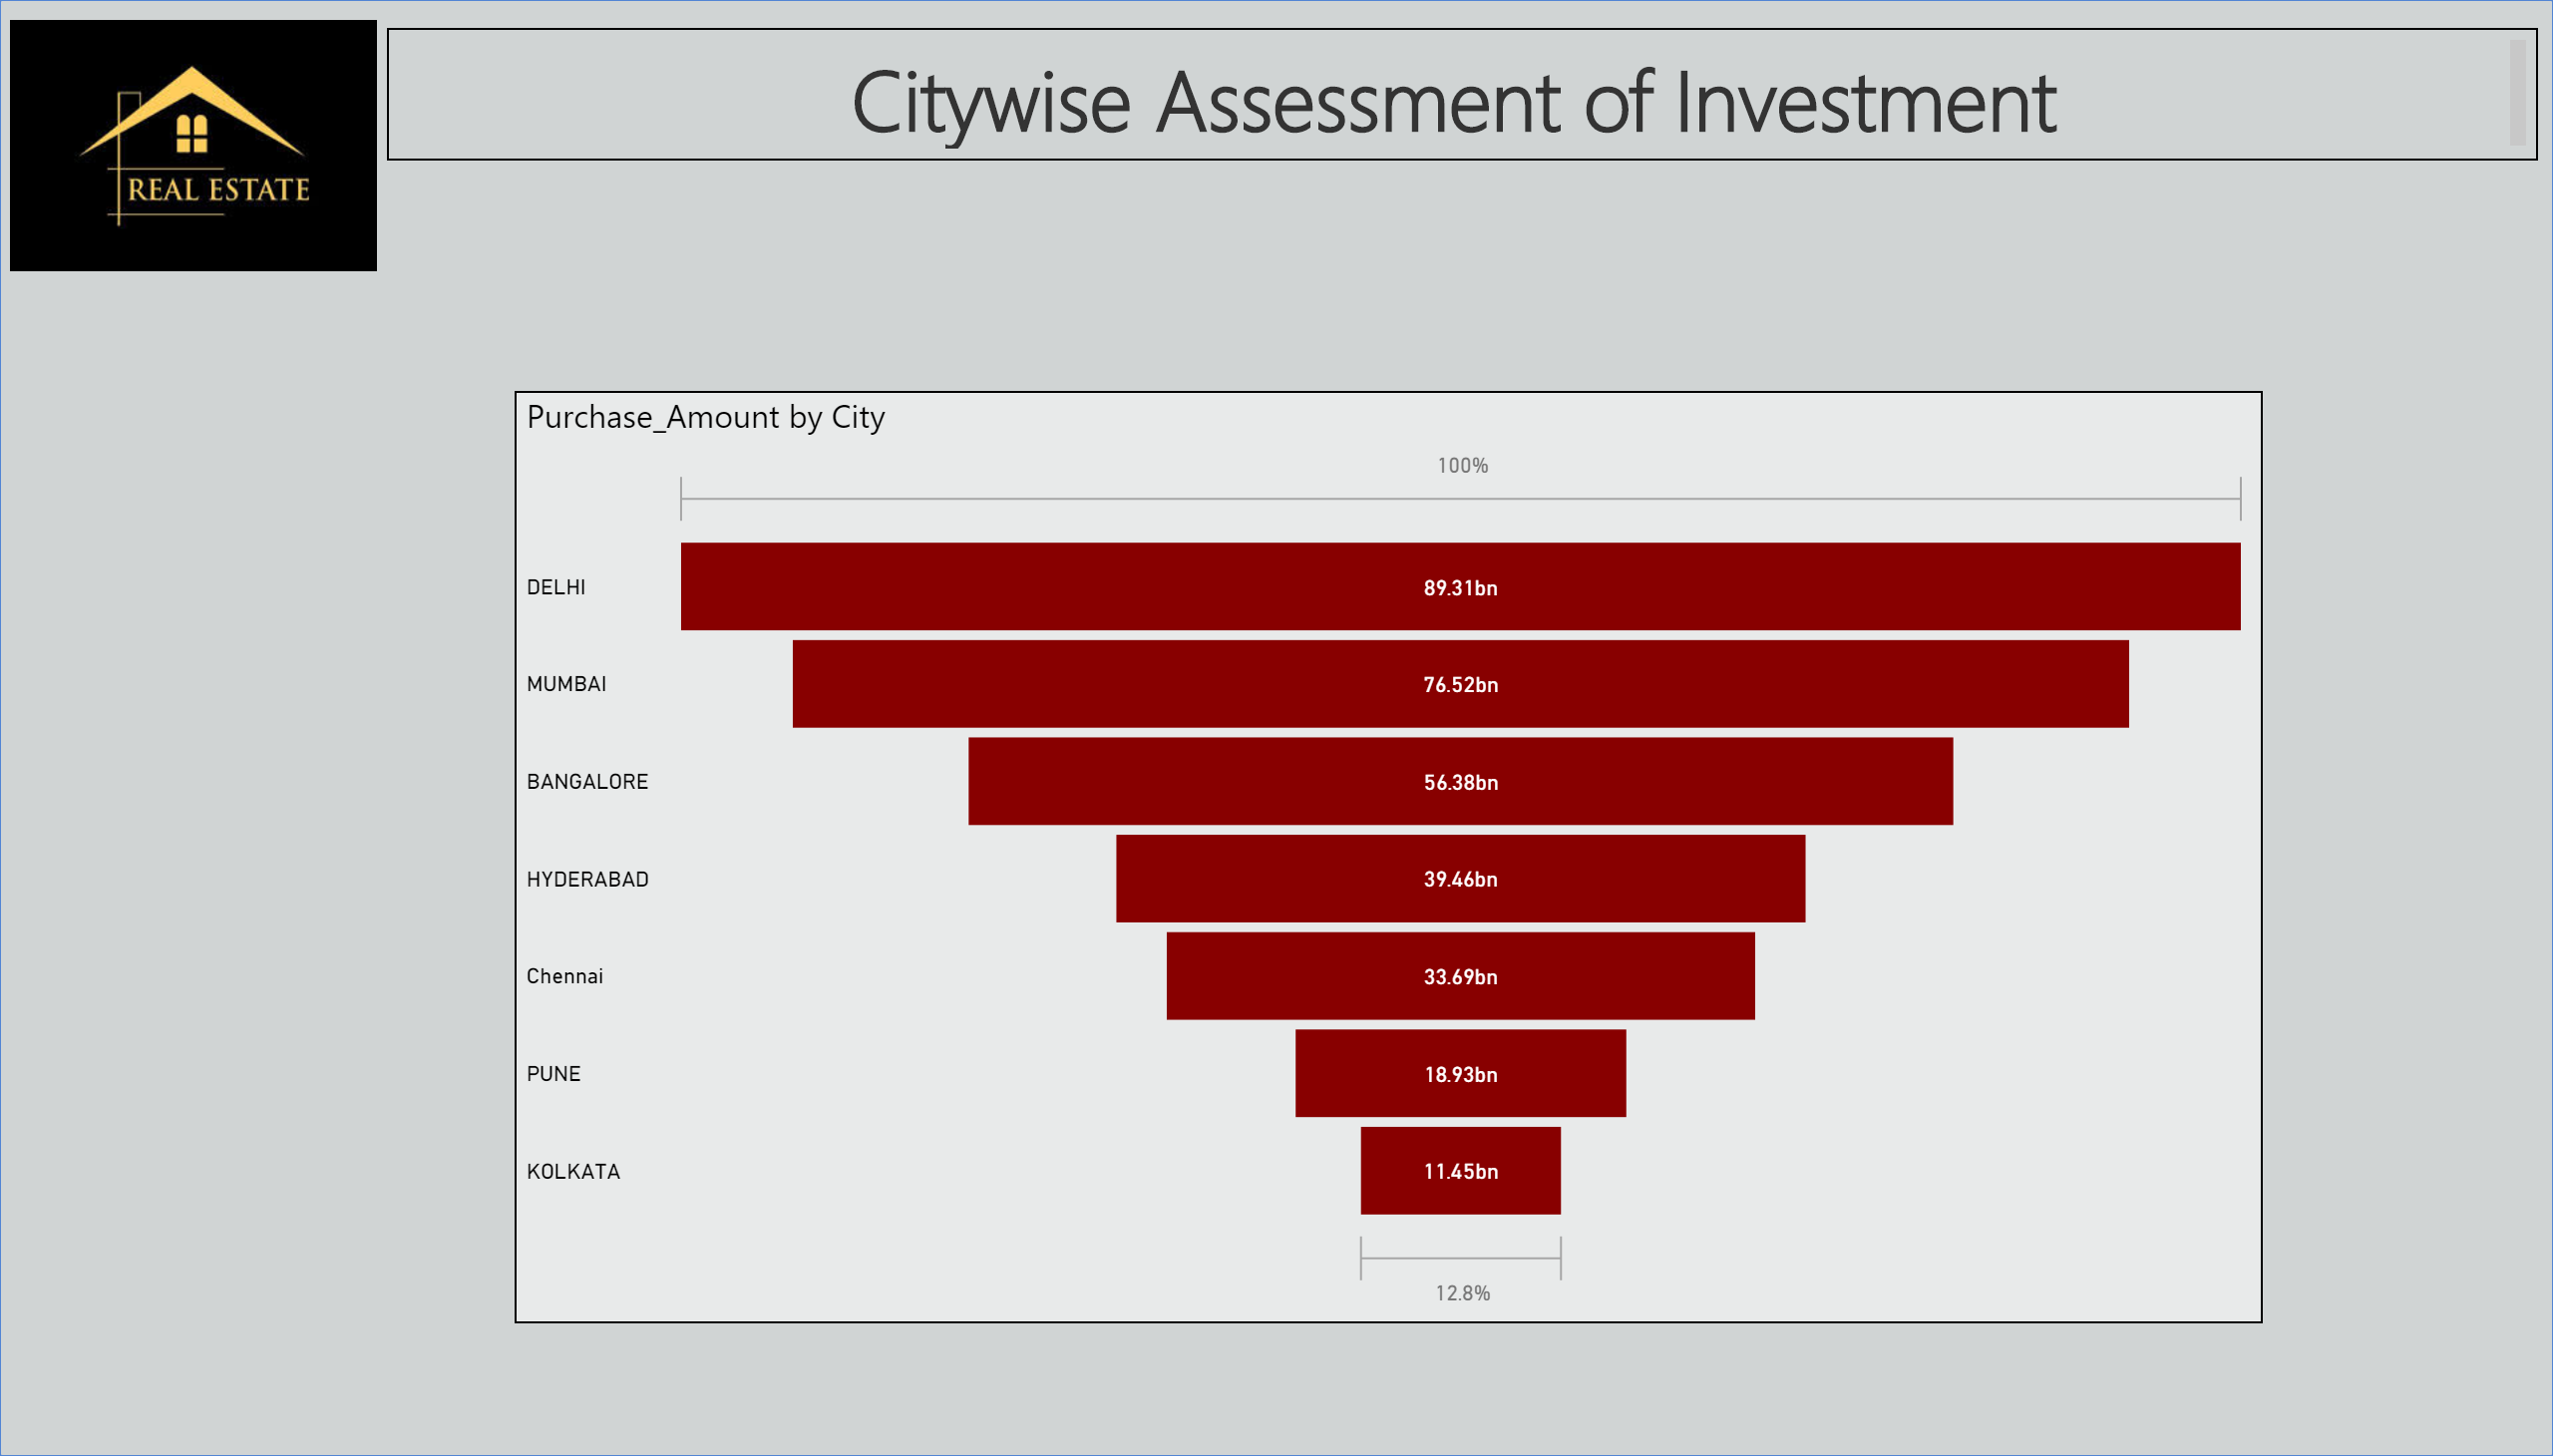 REAL ESTATE
Citywise Assessment of Investment
Purchase_Amount by City
100%
DELHI 89.31bn
MUMBAI 76.52bn
BANGALORE 56.38bn
HYDERABAD 39.46bn
Chennai 33.69bn
PUNE 18.93bn
KOLKATA 11.45bn
12.8%